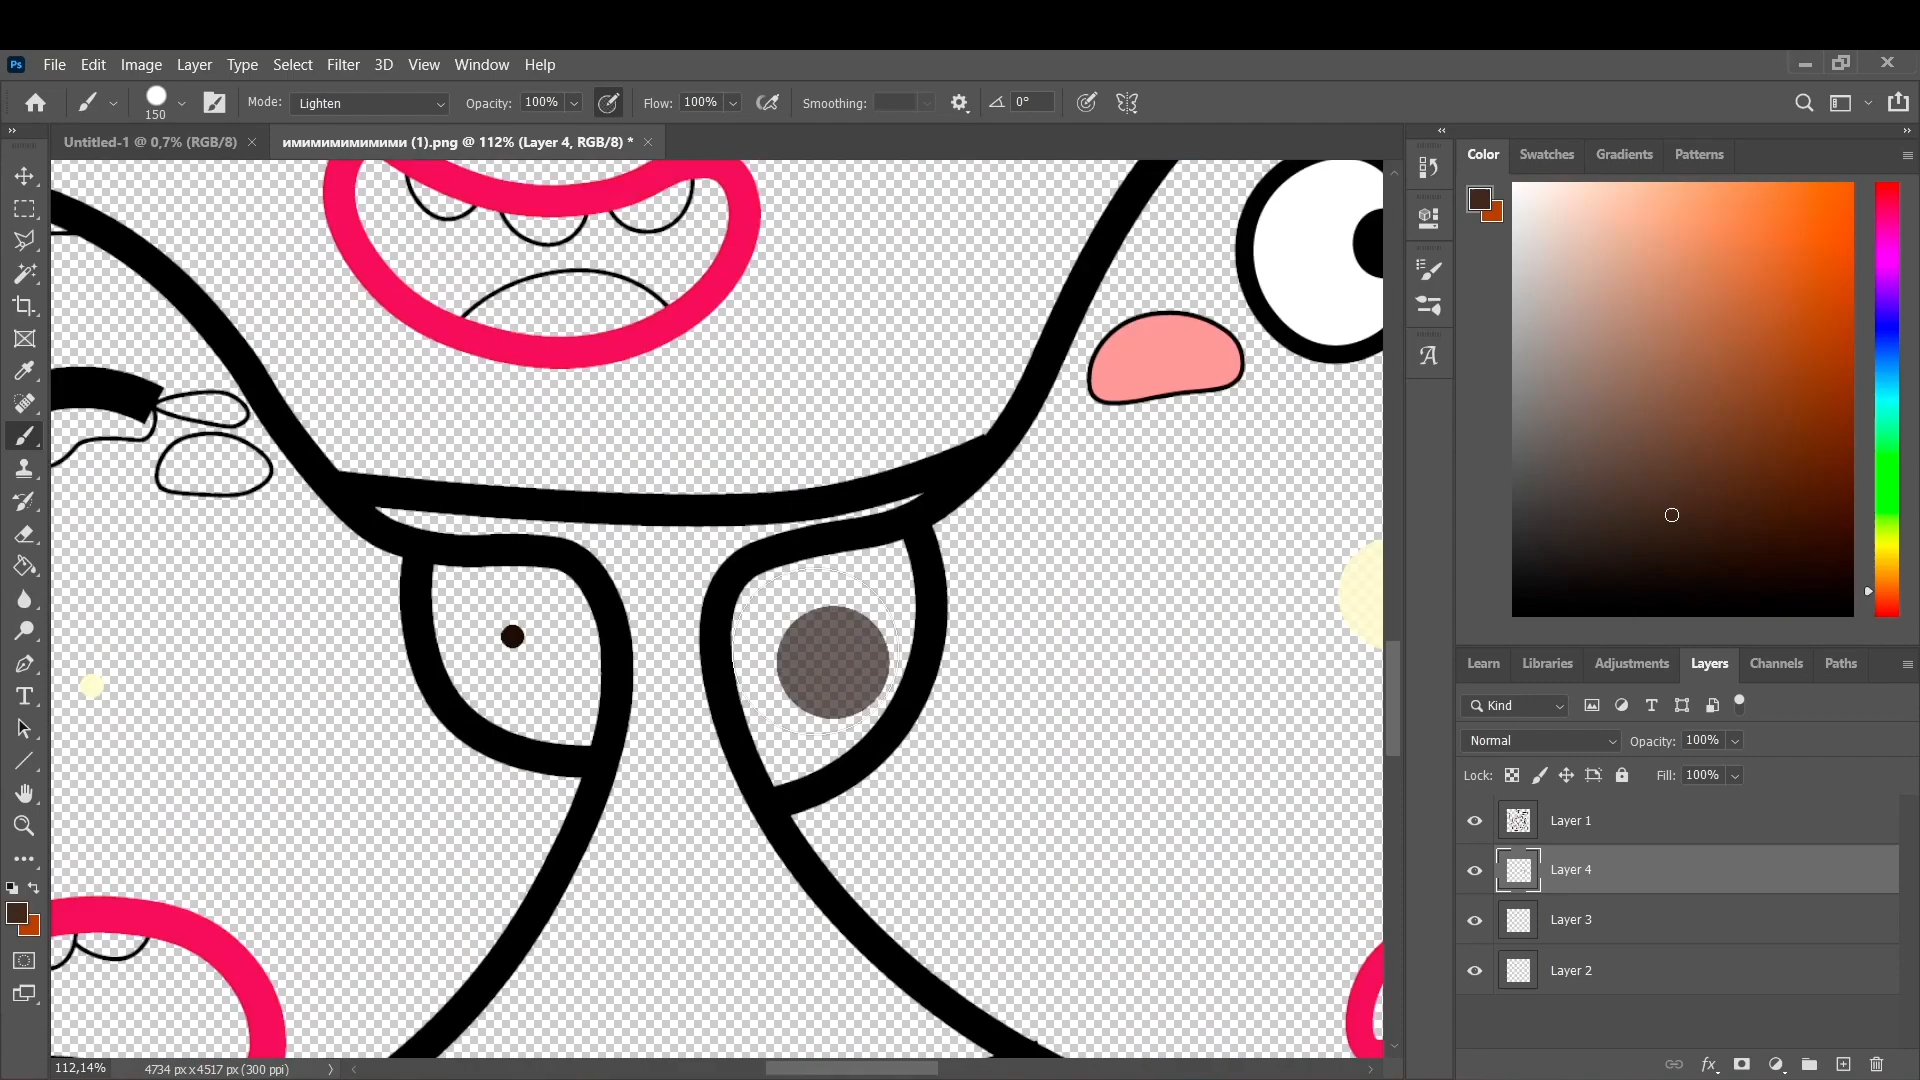 Ps File Edit Image Layer Type Select Filter 3D View Window Help
150 Mode: Lighten Opacity: 100% Flow: 100% Smoothing: 0°
Untitled-1 @ 0,7% (RGB/8) × имимимимимими (1).png @ 112% (Layer 4, RGB/8) * ×
Color Swatches Gradients Patterns
Learn Libraries Adjustments Layers Channels Paths
Kind
Normal Opacity: 100%
Lock: Fill: 100%
Layer 1
Layer 4
Layer 3
Layer 2
112,14% 4734 px x 4517 px (300 ppi)